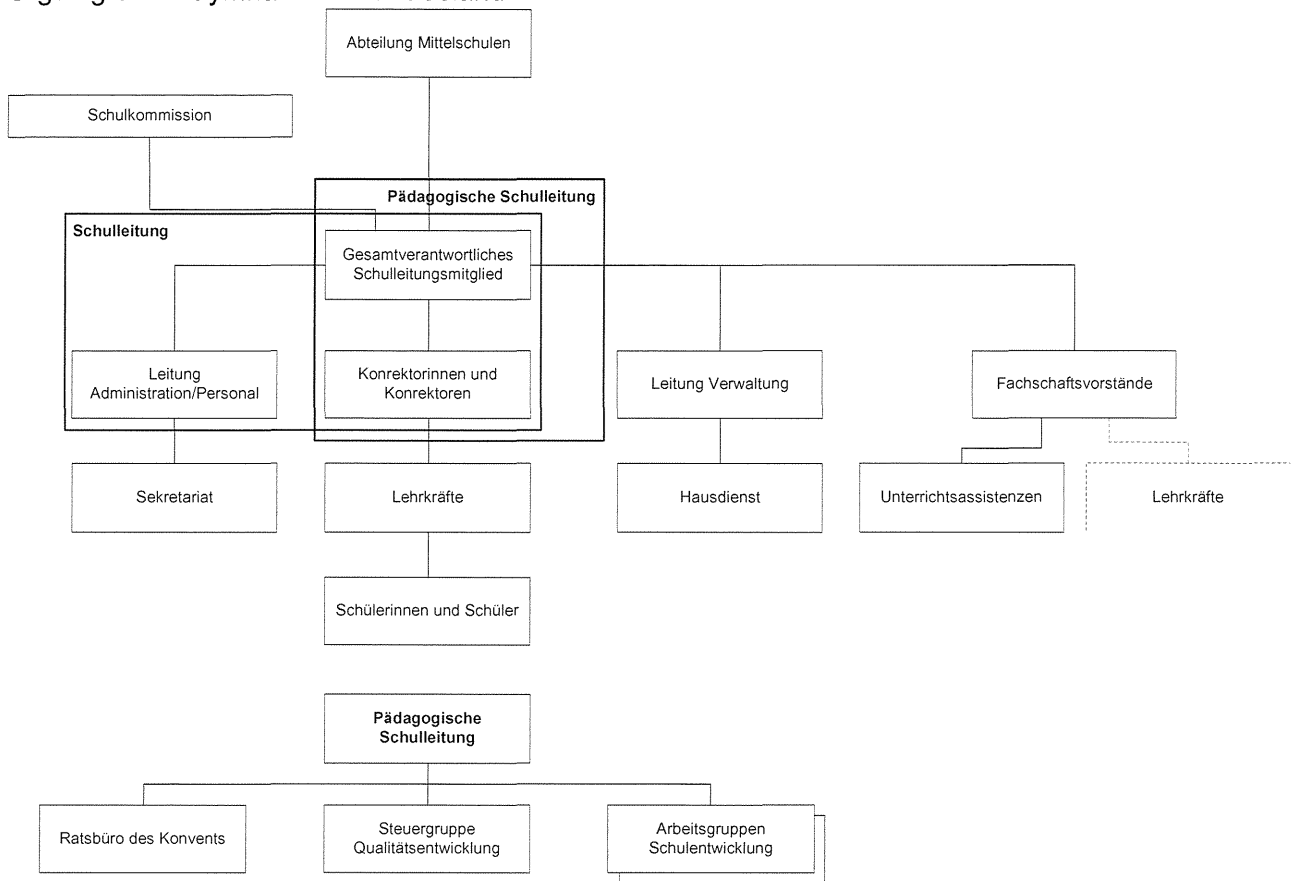 Abteilung Mittelschulen
Schulkommission
Pädagogische Schulleitung
Schulleitung
Gesamtverantwortliches
Schulleitungsmitglied
Leitung
Administration/Personal
Konrektorinnen und
Konrektoren
Leitung Verwaltung
Fachschaftsvorstände
Sekretariat
Lehrkräfte
Hausdienst
Unterrichtsassistenzen
Lehrkräfte
Schülerinnen und Schüler
Pädagogische
Schulleitung
Ratsbüro des Konvents
Steuergruppe
Qualitätsentwicklung
Arbeitsgruppen
Schulentwicklung